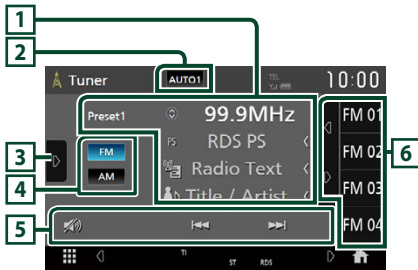 1
2
Tuner
AUTO1
TEL
10:00
Preset1
99.9MHz
FM 01
3
FM
PS
RDS PS
FM 02
6
4
AM
Radio Text
Title / Artist
FM 03
5
FM 04
TI
ST
RDS